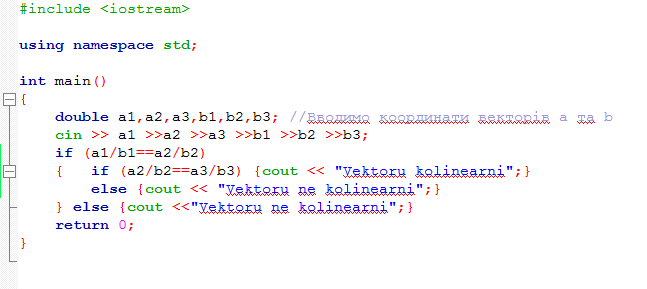 #include <iostream>
using namespace std;
int main()
{
double a1,a2,a3,b1,b2,b3; //Вводимо координати векторів a та b
cin >> a1 >>a2 >>a3 >>b1 >>b2 >>b3;
if (a1/b1==a2/b2)
{ if (a2/b2==a3/b3) {cout << "Vektoru kolinearni";}
else {cout << "Vektoru ne kolinearni";}
} else {cout <<"Vektoru ne kolinearni";}
return 0;
}